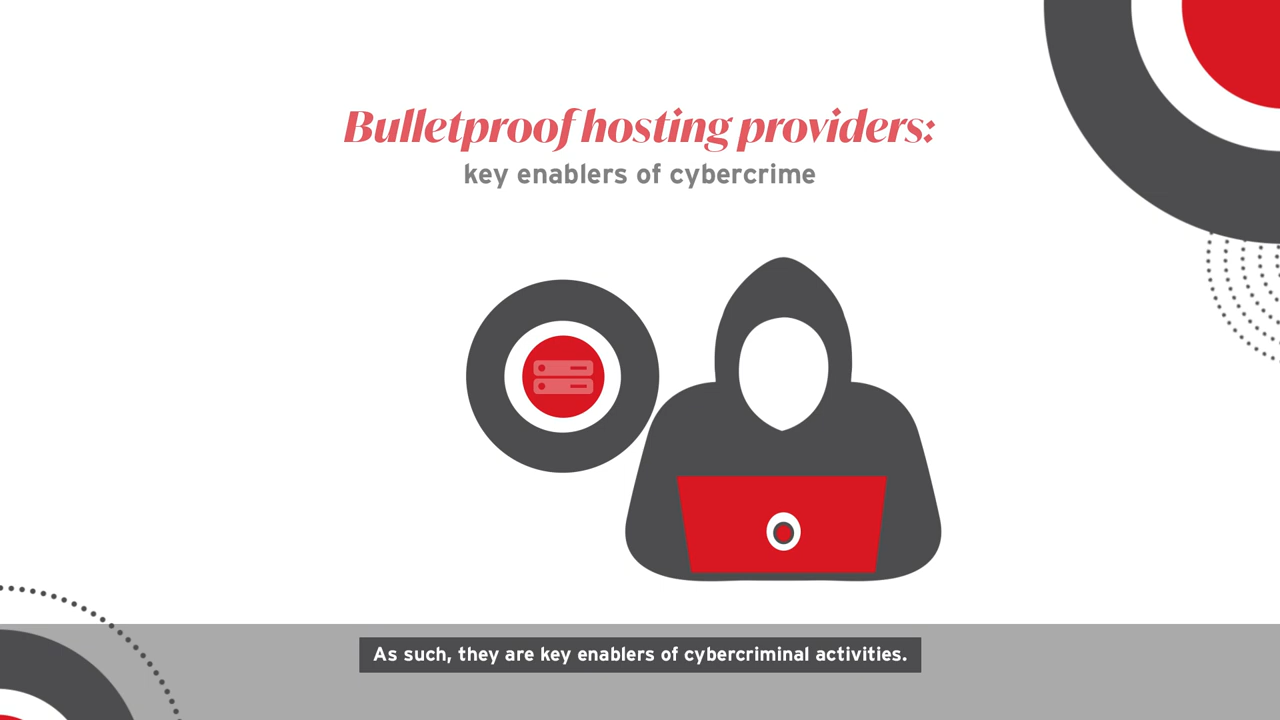 Bulletproof hosting providers:
key enablers of cybercrime
As such, they are key enablers of cybercriminal activities.